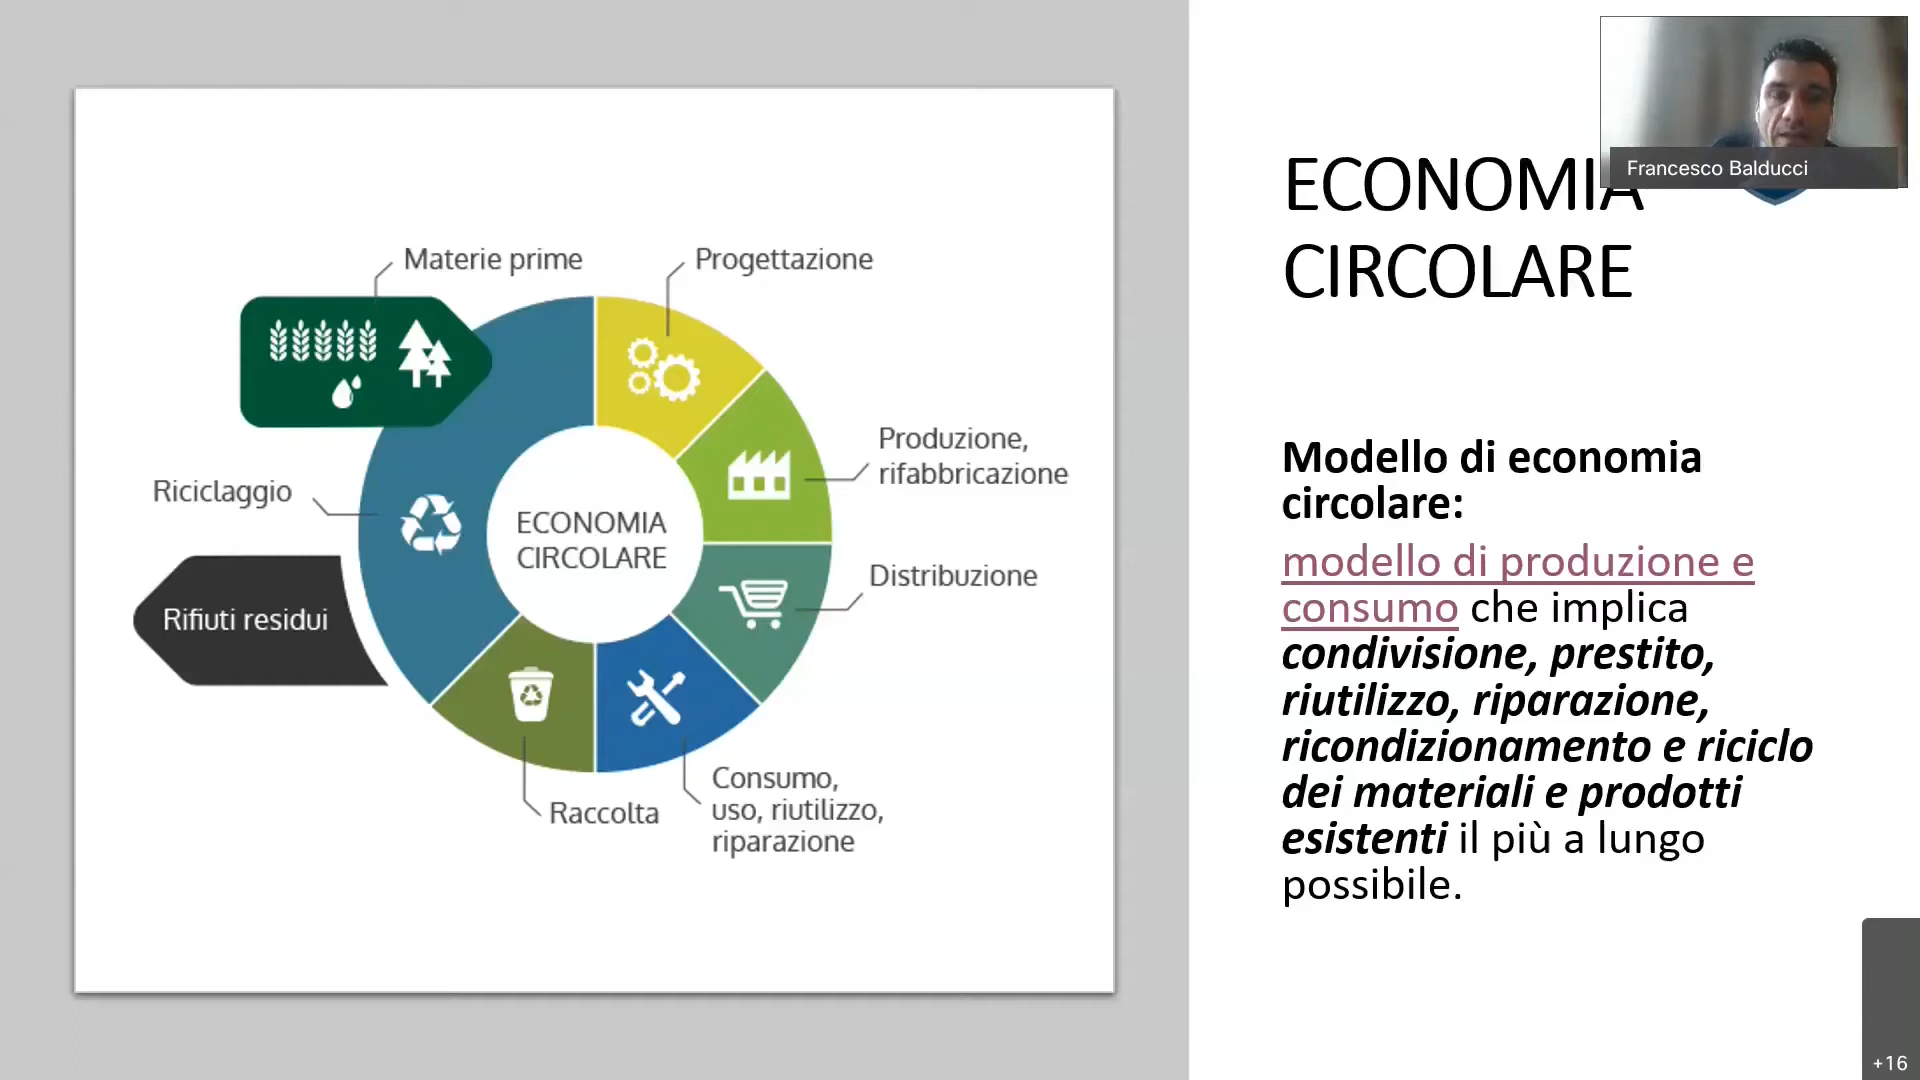 Materie prime
Progettazione
Produzione,
rifabbricazione
Riciclaggio
ECONOMIA
CIRCOLARE
Distribuzione
Rifiuti residui
Consumo,
uso, riutilizzo,
riparazione
Raccolta
Francesco Balducci
ECONOMIA
CIRCOLARE
Modello di economia
circolare:
modello di produzione e
consumo che implica
condivisione, prestito,
riutilizzo, riparazione,
ricondizionamento e riciclo
dei materiali e prodotti
esistenti il più a lungo
possibile.
+16